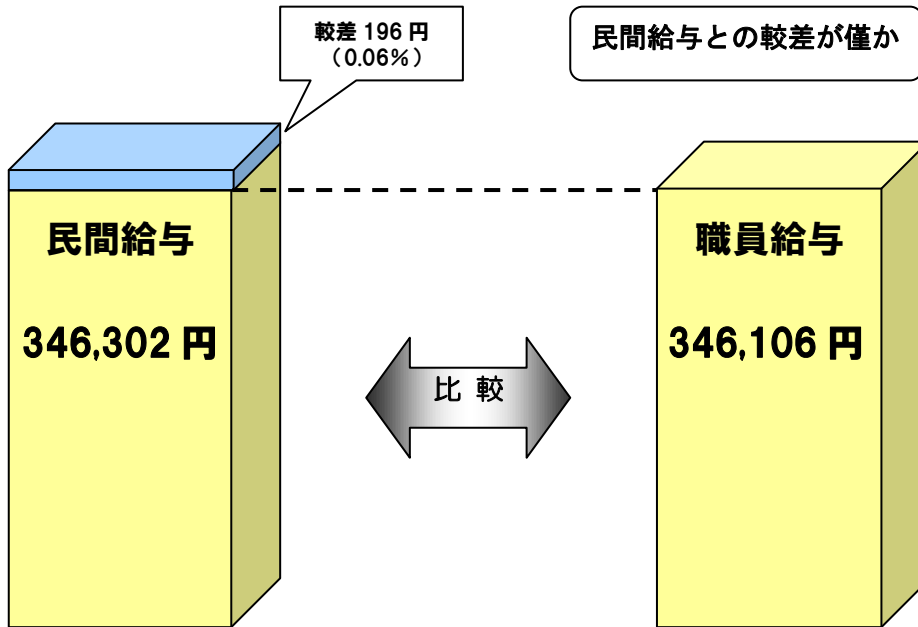 較差 196 円
（0.06%）
民間給与との較差が僅か
民間給与
346,302 円
職員給与
346,106 円
比 較